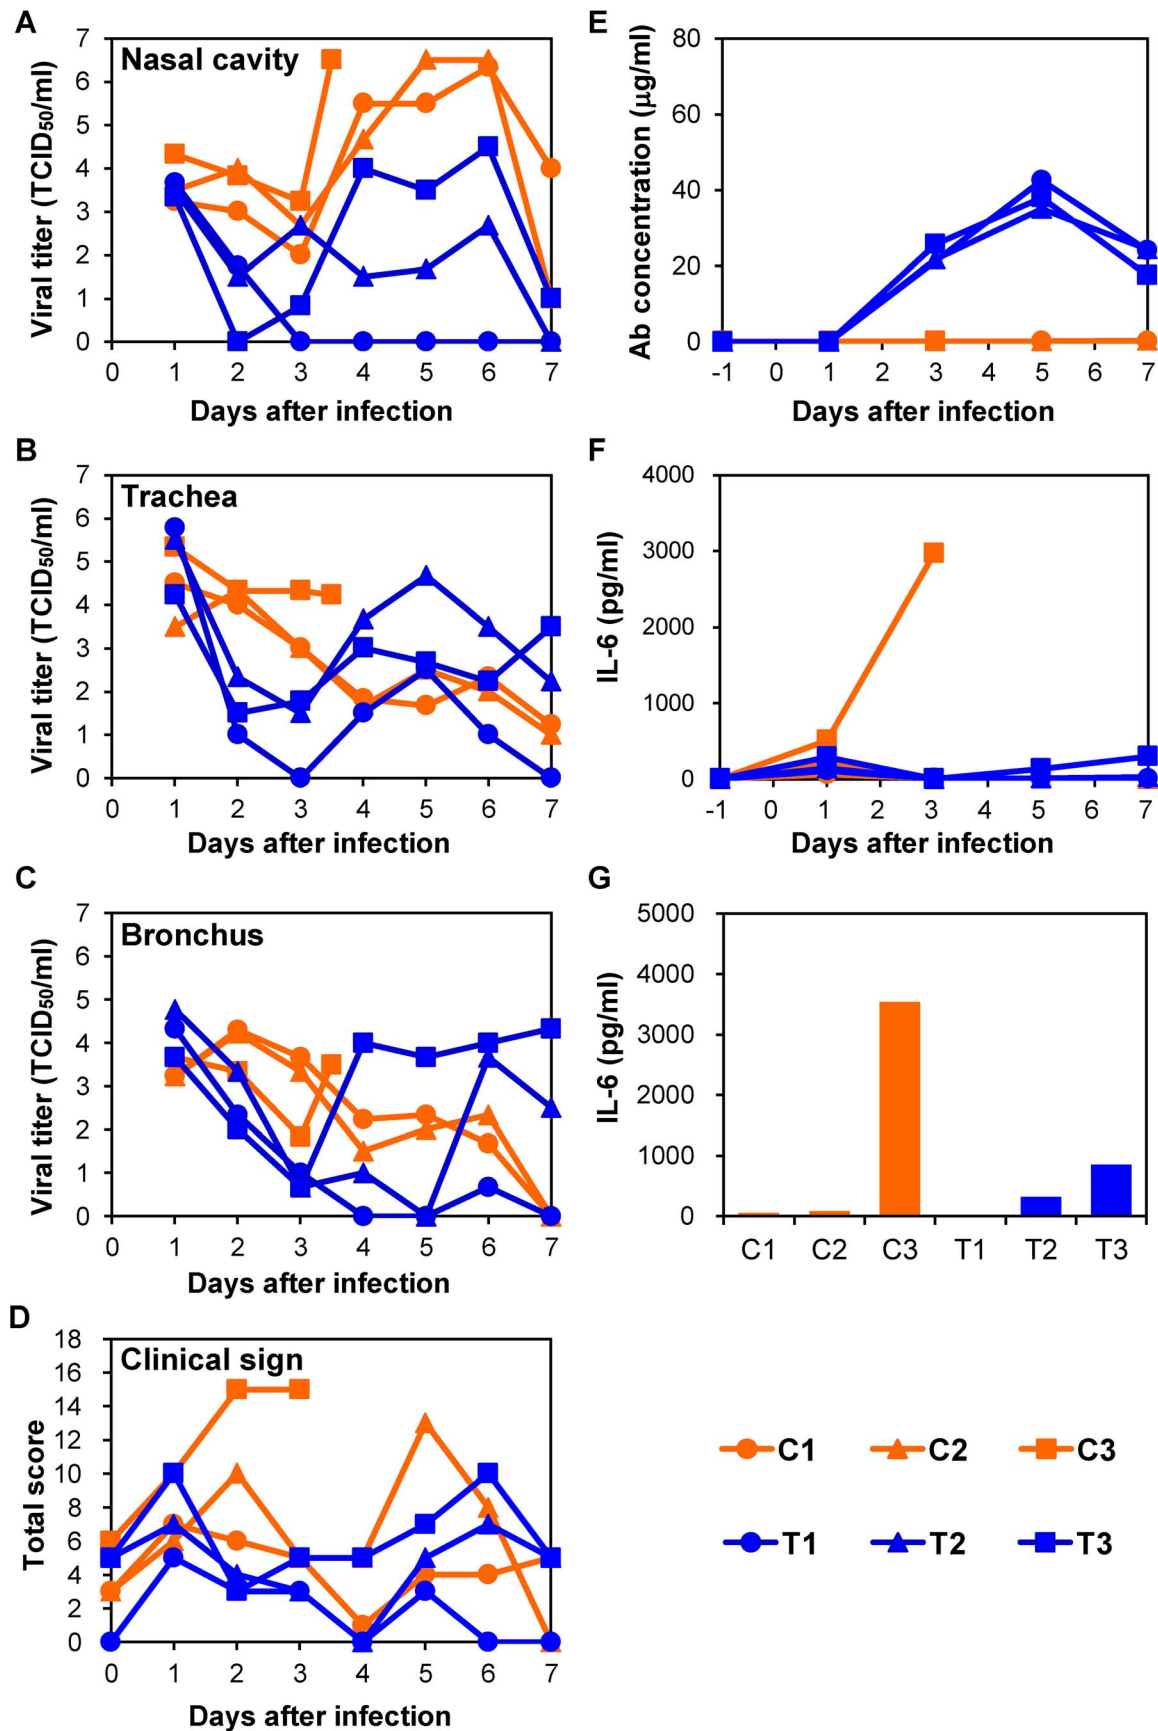 A
Nasal cavity
Viral titer (TCID50/ml)
7
6
5
4
3
2
1
0
0 1 2 3 4 5 6 7
Days after infection
B
Trachea
Viral titer (TCID50/ml)
7
6
5
4
3
2
1
0
0 1 2 3 4 5 6 7
Days after infection
C
Bronchus
Viral titer (TCID50/ml)
7
6
5
4
3
2
1
0
0 1 2 3 4 5 6 7
Days after infection
D
Clinical sign
Total score
18
16
14
12
10
8
6
4
2
0
0 1 2 3 4 5 6 7
Days after infection
E
Ab concentration (μg/ml)
80
60
40
20
0
-1 0 1 2 3 4 5 6 7
Days after infection
F
IL-6 (pg/ml)
4000
3000
2000
1000
0
-1 0 1 2 3 4 5 6 7
Days after infection
G
IL-6 (pg/ml)
5000
4000
3000
2000
1000
0
C1 C2 C3 T1 T2 T3
C1 C2 C3
T1 T2 T3